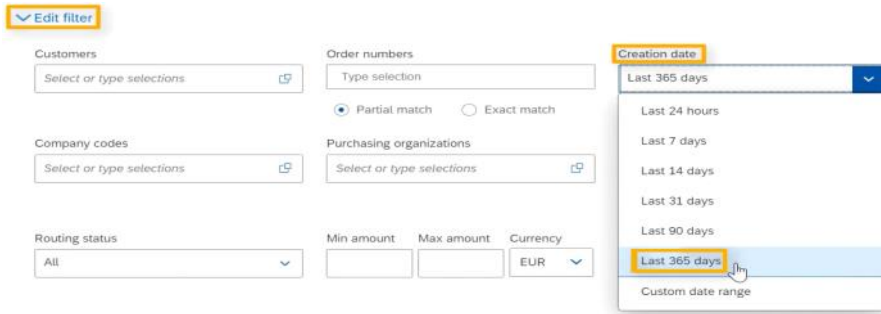 Edit filter
Customers
Select or type selections
Order numbers
Type selection
Partial match
Exact match
Creation date
Last 365 days
Last 24 hours
Last 7 days
Last 14 days
Last 31 days
Last 90 days
Last 365 days
Custom date range
Company codes
Select or type selections
Purchasing organizations
Select or type selections
Routing status
All
Min amount
Max amount
Currency
EUR